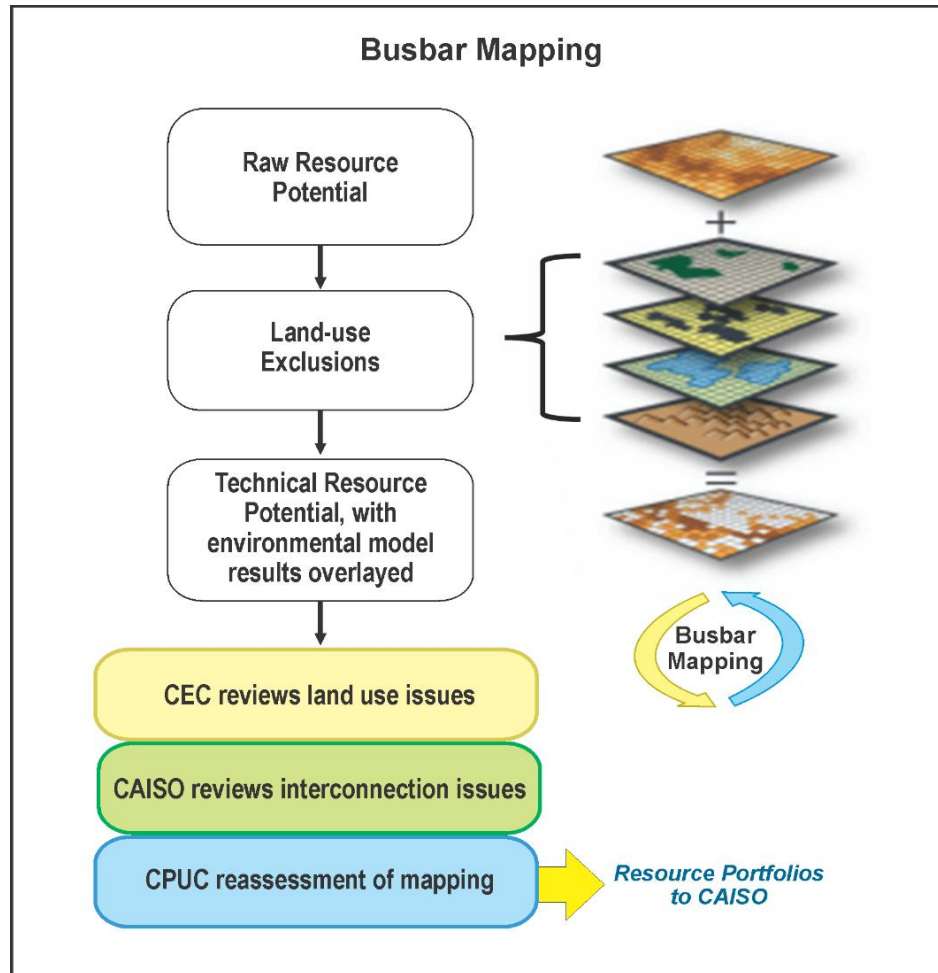 Busbar Mapping
Raw Resource
Potential
Land-use
Exclusions
Technical Resource
Potential, with
environmental model
results overlayed
CEC reviews land use issues
CAISO reviews interconnection issues
CPUC reassessment of mapping
+
=
Busbar
Mapping
Resource Portfolios
to CAISO